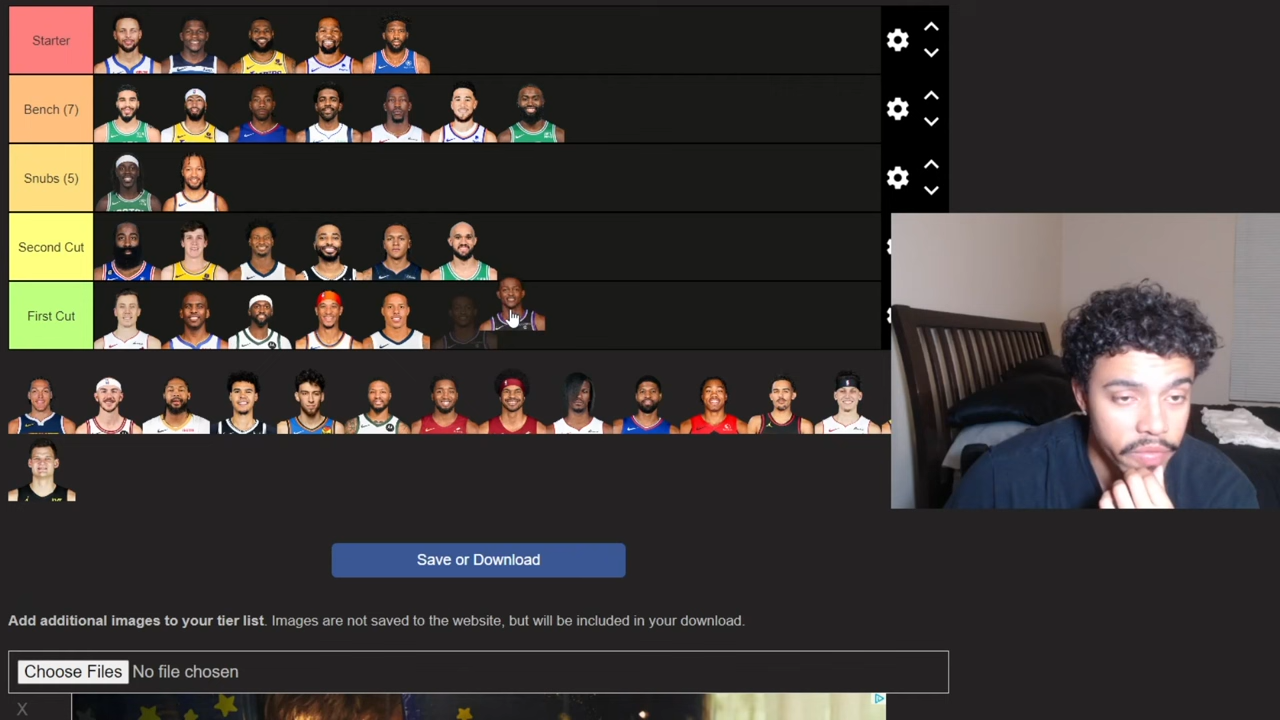 Starter
Bench (7)
Snubs (5)
Second Cut
First Cut
Save or Download
Add additional images to your tier list. Images are not saved to the website, but will be included in your download.
Choose Files No file chosen
X